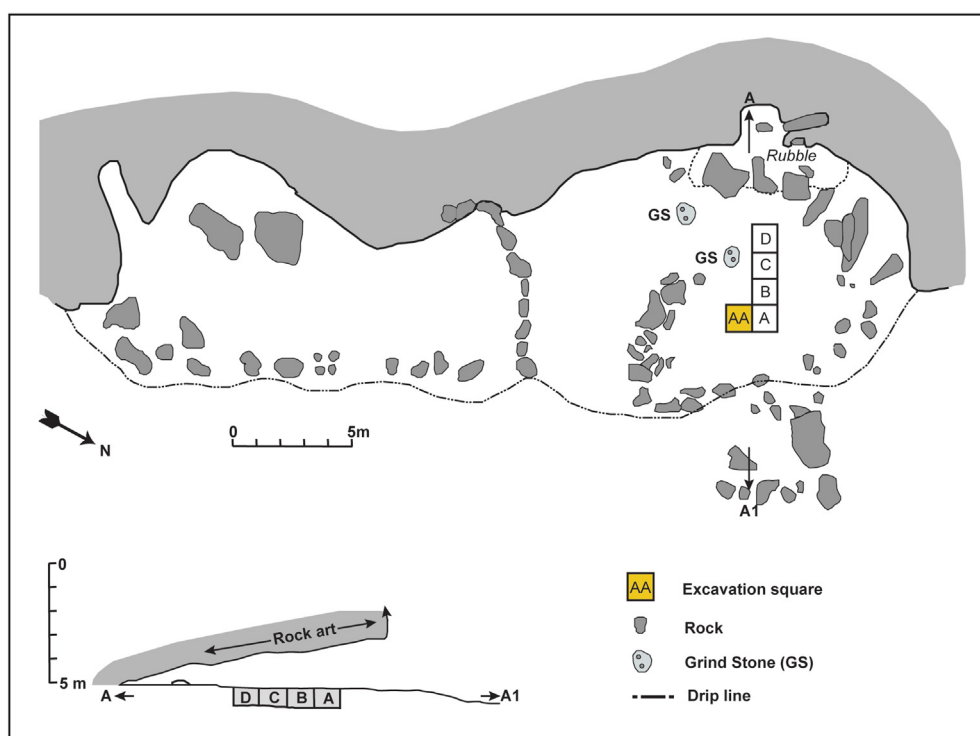 A
Rubble
GS
GS
D
C
B
AA A
N
0 5m
A1
0
Rock art
5 m
A D C B A A1
AA Excavation square
Rock
Grind Stone (GS)
Drip line